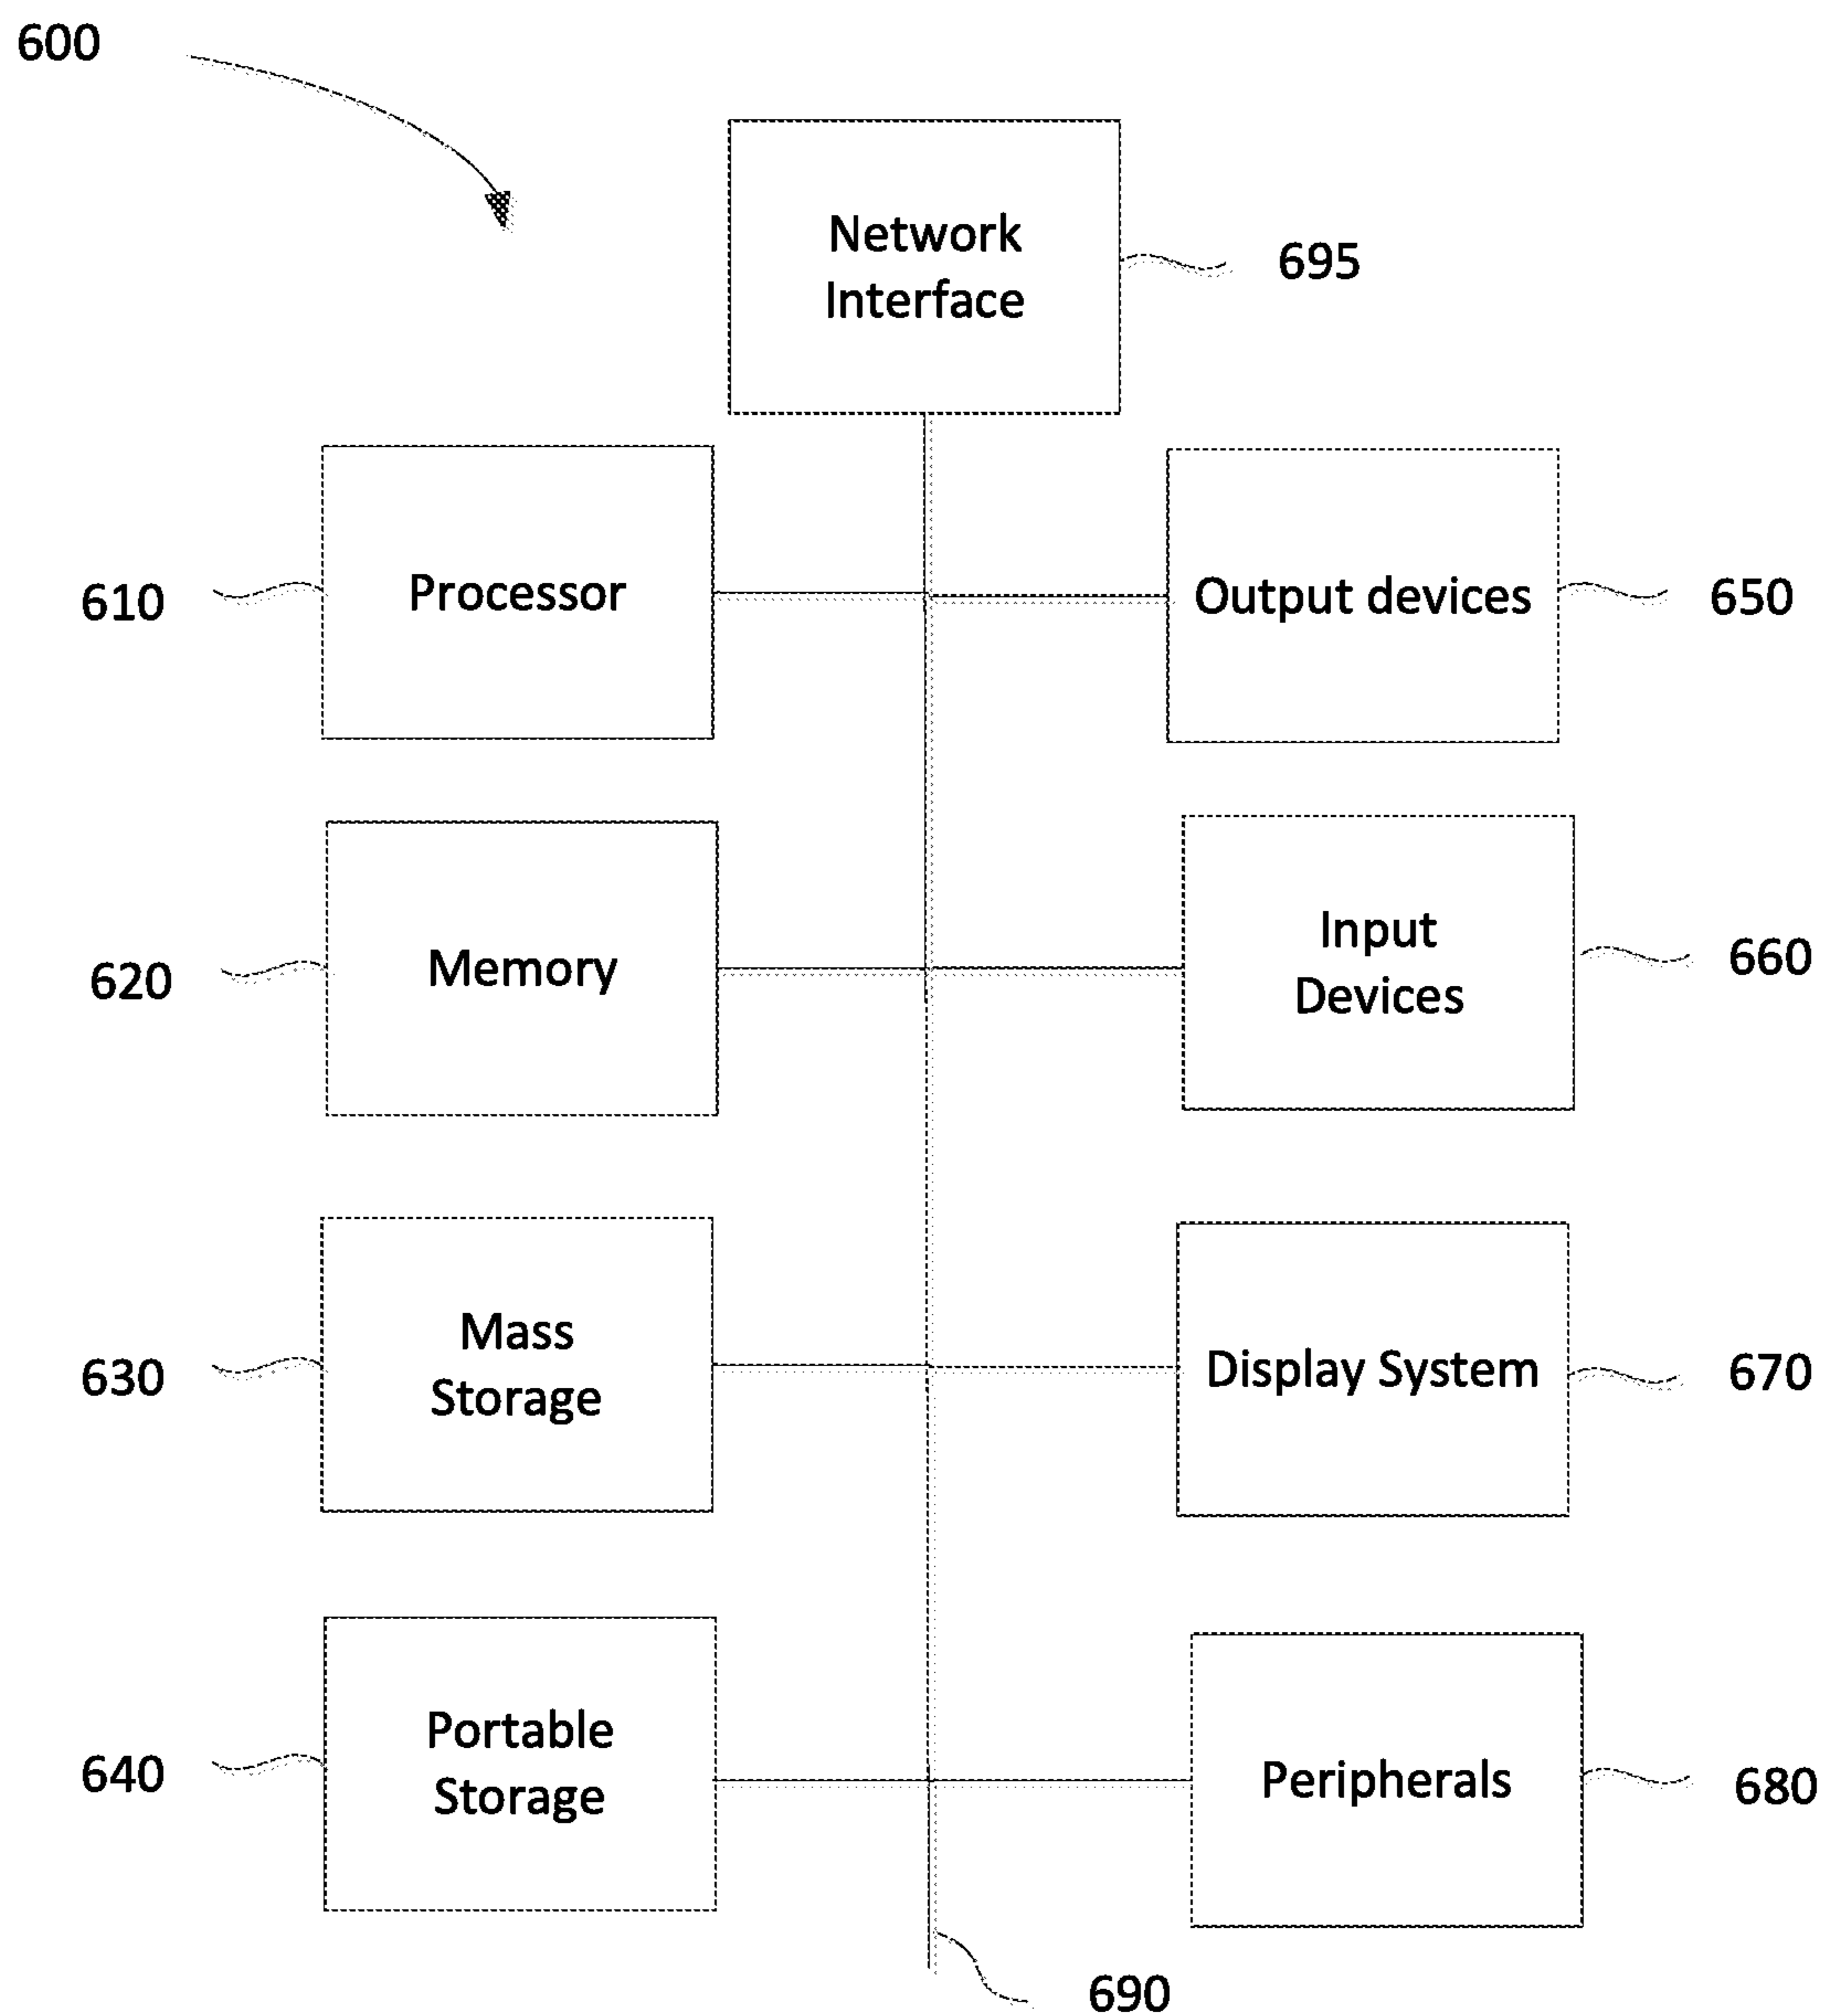 600
Network
Interface
695
610
Processor
Output devices
650
620
Memory
Input
Devices
660
630
Mass
Storage
Display System
670
640
Portable
Storage
Peripherals
680
690